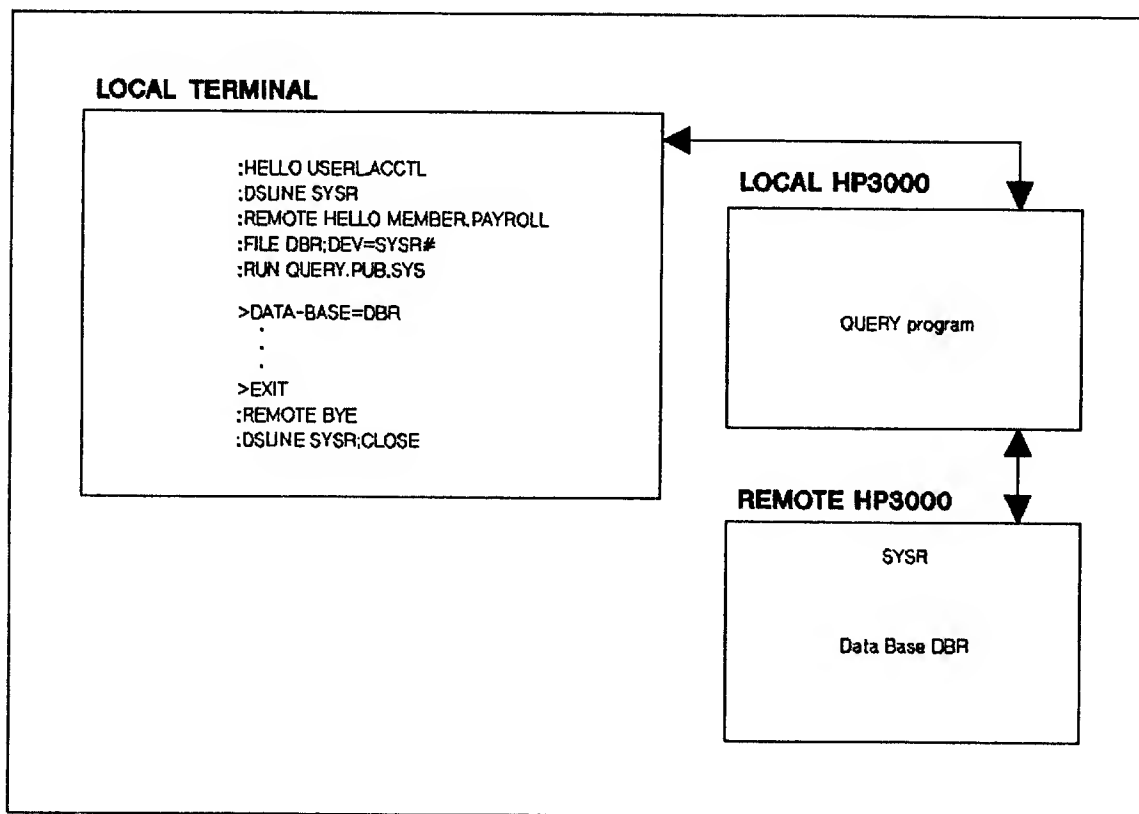 LOCAL TERMINAL
:HELLO USERL.ACCTL
:DSLINE SYSR
:REMOTE HELLO MEMBER.PAYROLL
:FILE DBR;DEV=SYSR#
:RUN QUERY.PUB.SYS
>DATA-BASE=DBR
.
.
.
>EXIT
:REMOTE BYE
:DSLINE SYSR;CLOSE
LOCAL HP3000
QUERY program
REMOTE HP3000
SYSR
Data Base DBR